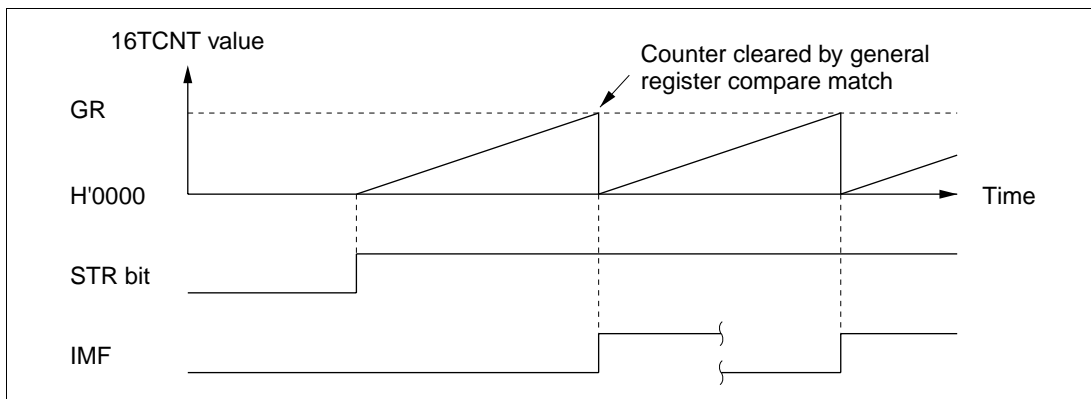 16TCNT value
Counter cleared by general
register compare match
GR
H'0000
Time
STR bit
IMF